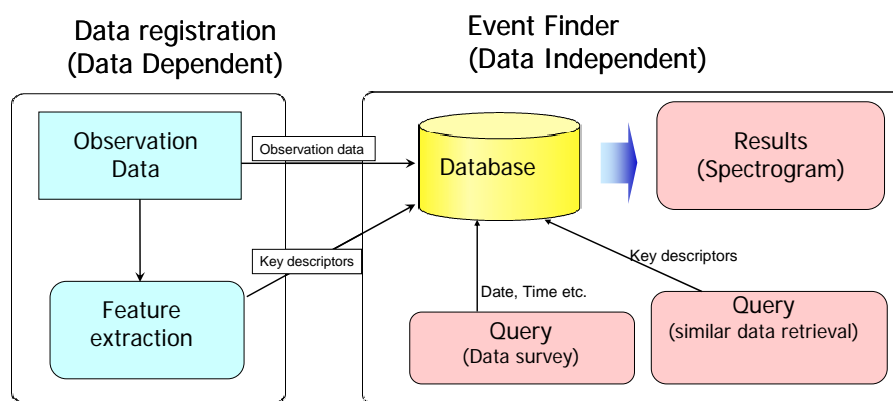 Data registration
(Data Dependent)
Event Finder
(Data Independent)
Observation
Data
Observation data
Database
Results
(Spectrogram)
Key descriptors
Key descriptors
Feature
extraction
Date, Time etc.
Query
(Data survey)
Query
(similar data retrieval)